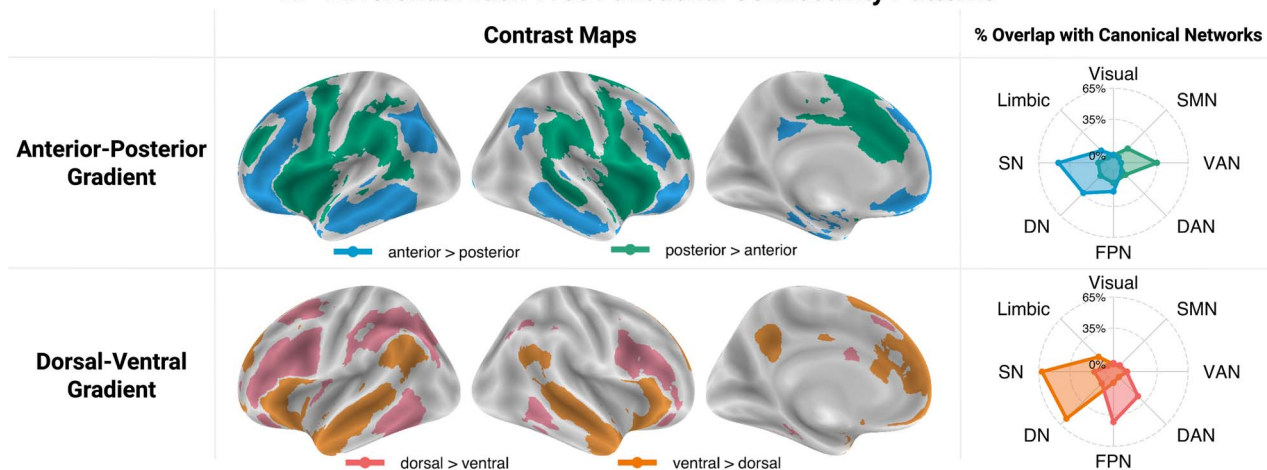 Contrast Maps
% Overlap with Canonical Networks
Anterior-Posterior
Gradient
anterior > posterior
posterior > anterior
Visual
65%
Limbic
SMN
35%
0%
SN
VAN
DN
DAN
FPN
Dorsal-Ventral
Gradient
dorsal > ventral
ventral > dorsal
Visual
65%
Limbic
SMN
35%
0%
SN
VAN
DN
DAN
FPN